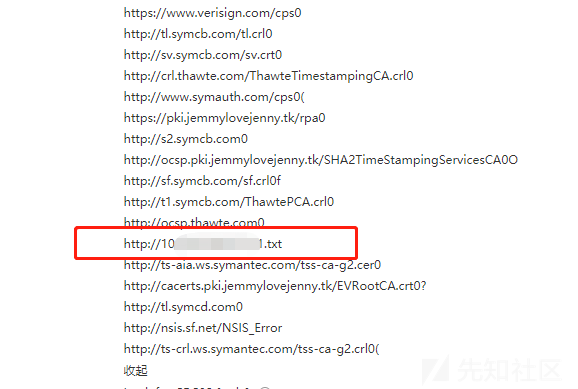 https://www.verisign.com/cps0
http://tl.symcb.com/tl.crl0
http://sv.symcb.com/sv.crt0
http://crl.thawte.com/ThawteTimestampingCA.crl0
http://www.symauth.com/cps0(
https://pki.jemmylovejenny.tk/rpa0
http://s2.symcb.com0
http://ocsp.pki.jemmylovejenny.tk/SHA2TimeStampingServicesCA0O
http://sf.symcb.com/sf.crl0f
http://t1.symcb.com/ThawtePCA.crl0
http://ocsp.thawte.com0
http://10 1.txt
http://ts-aia.ws.symantec.com/tss-ca-g2.cer0
http://cacerts.pki.jemmylovejenny.tk/EVRootCA.crt0?
http://tl.symcd.com0
http://nsis.sf.net/NSIS_Error
http://ts-crl.ws.symantec.com/tss-ca-g2.crl0(
收起
先知社区